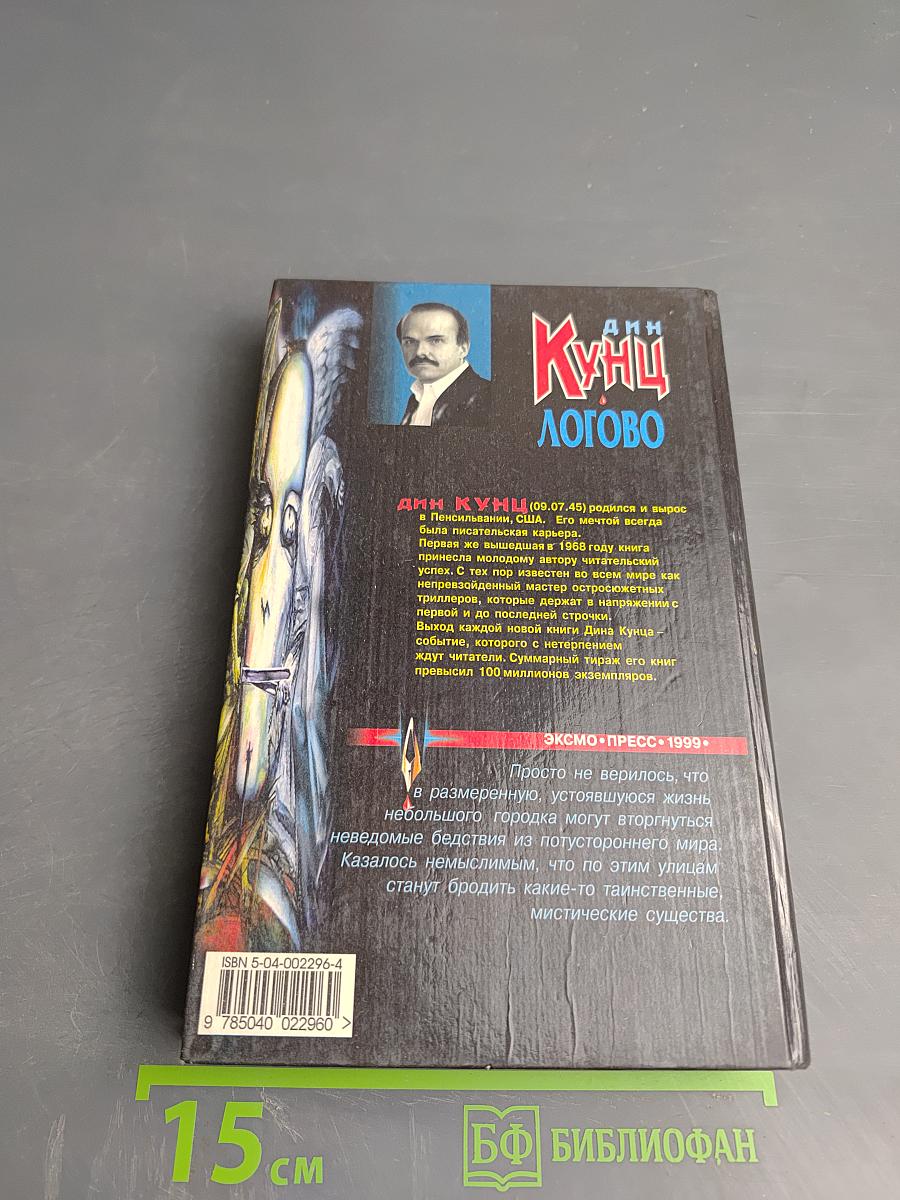 ДИН
КУНЦ
ЛОГОВО
ДИН КУНЦ (09.07.45) родился и вырос
в Пенсильвании, США. Его мечтой всегда
была писательская карьера.
Первая же вышедшая в 1968 году книга
принесла молодому автору читательский
успех. С тех пор известен во всем мире как
непревзойденный мастер остросюжетных
триллеров, которые держат в напряжении с
первой и до последней строчки.
Выход каждой новой книги Дина Кунца –
событие, которого с нетерпением
ждут читатели. Суммарный тираж его книг
превысил 100 миллионов экземпляров.
ЭКСМО•ПРЕСС•1999•
Просто не верилось, что
в размеренную, устоявшуюся жизнь
небольшого городка могут вторгнуться
неведомые бедствия из потустороннего мира.
Казалось немыслимым, что по этим улицам
станут бродить какие-то таинственные,
мистические существа.
ISBN 5-04-002296-4
9 785040 022960 >
15 см
БФ БИБЛИОФАН